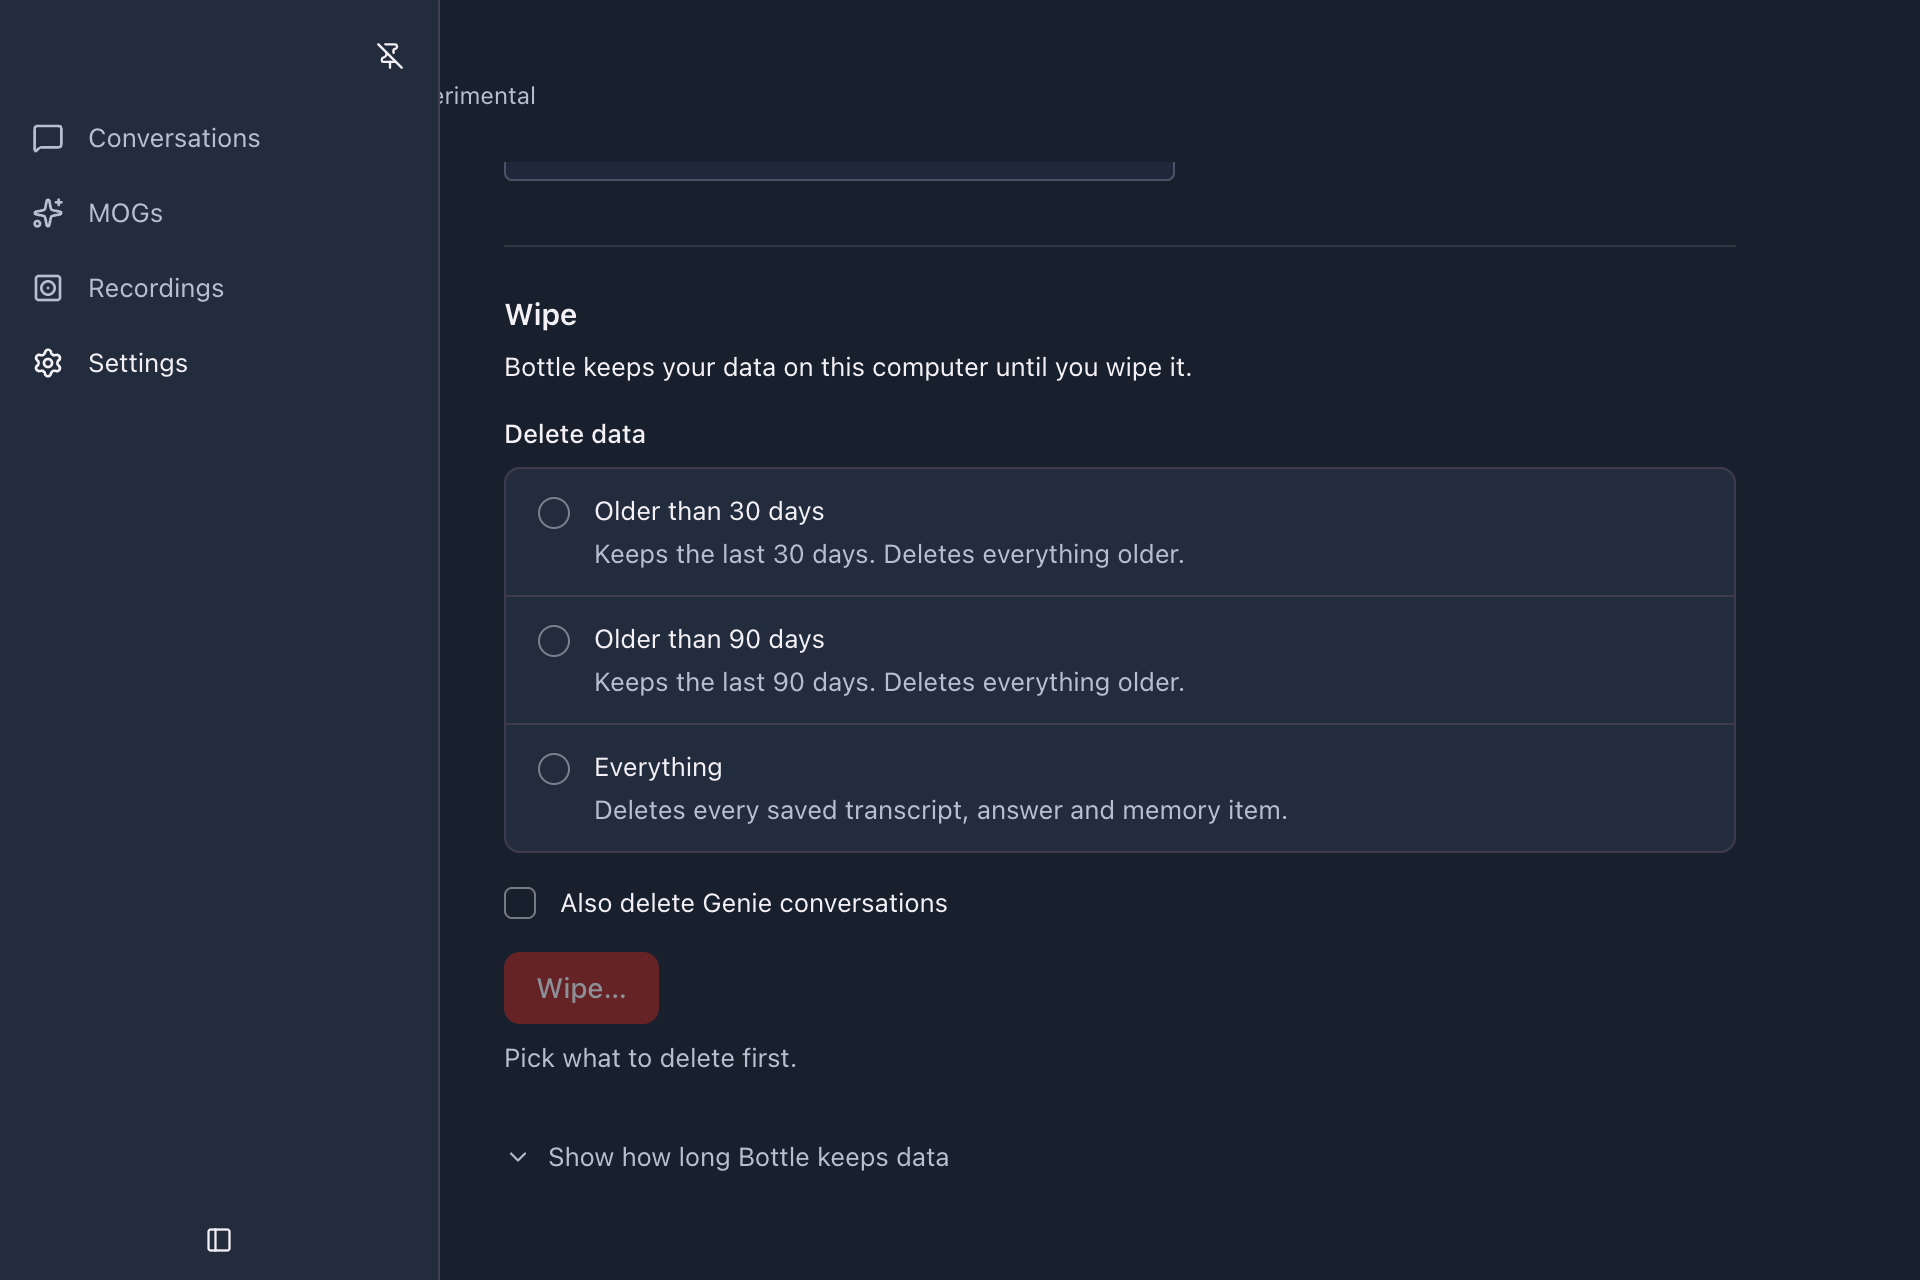 Conversations
MOGs
Recordings
Settings
erimental
Wipe
Bottle keeps your data on this computer until you wipe it.
Delete data
Older than 30 days
Keeps the last 30 days. Deletes everything older.
Older than 90 days
Keeps the last 90 days. Deletes everything older.
Everything
Deletes every saved transcript, answer and memory item.
Also delete Genie conversations
Wipe...
Pick what to delete first.
Show how long Bottle keeps data